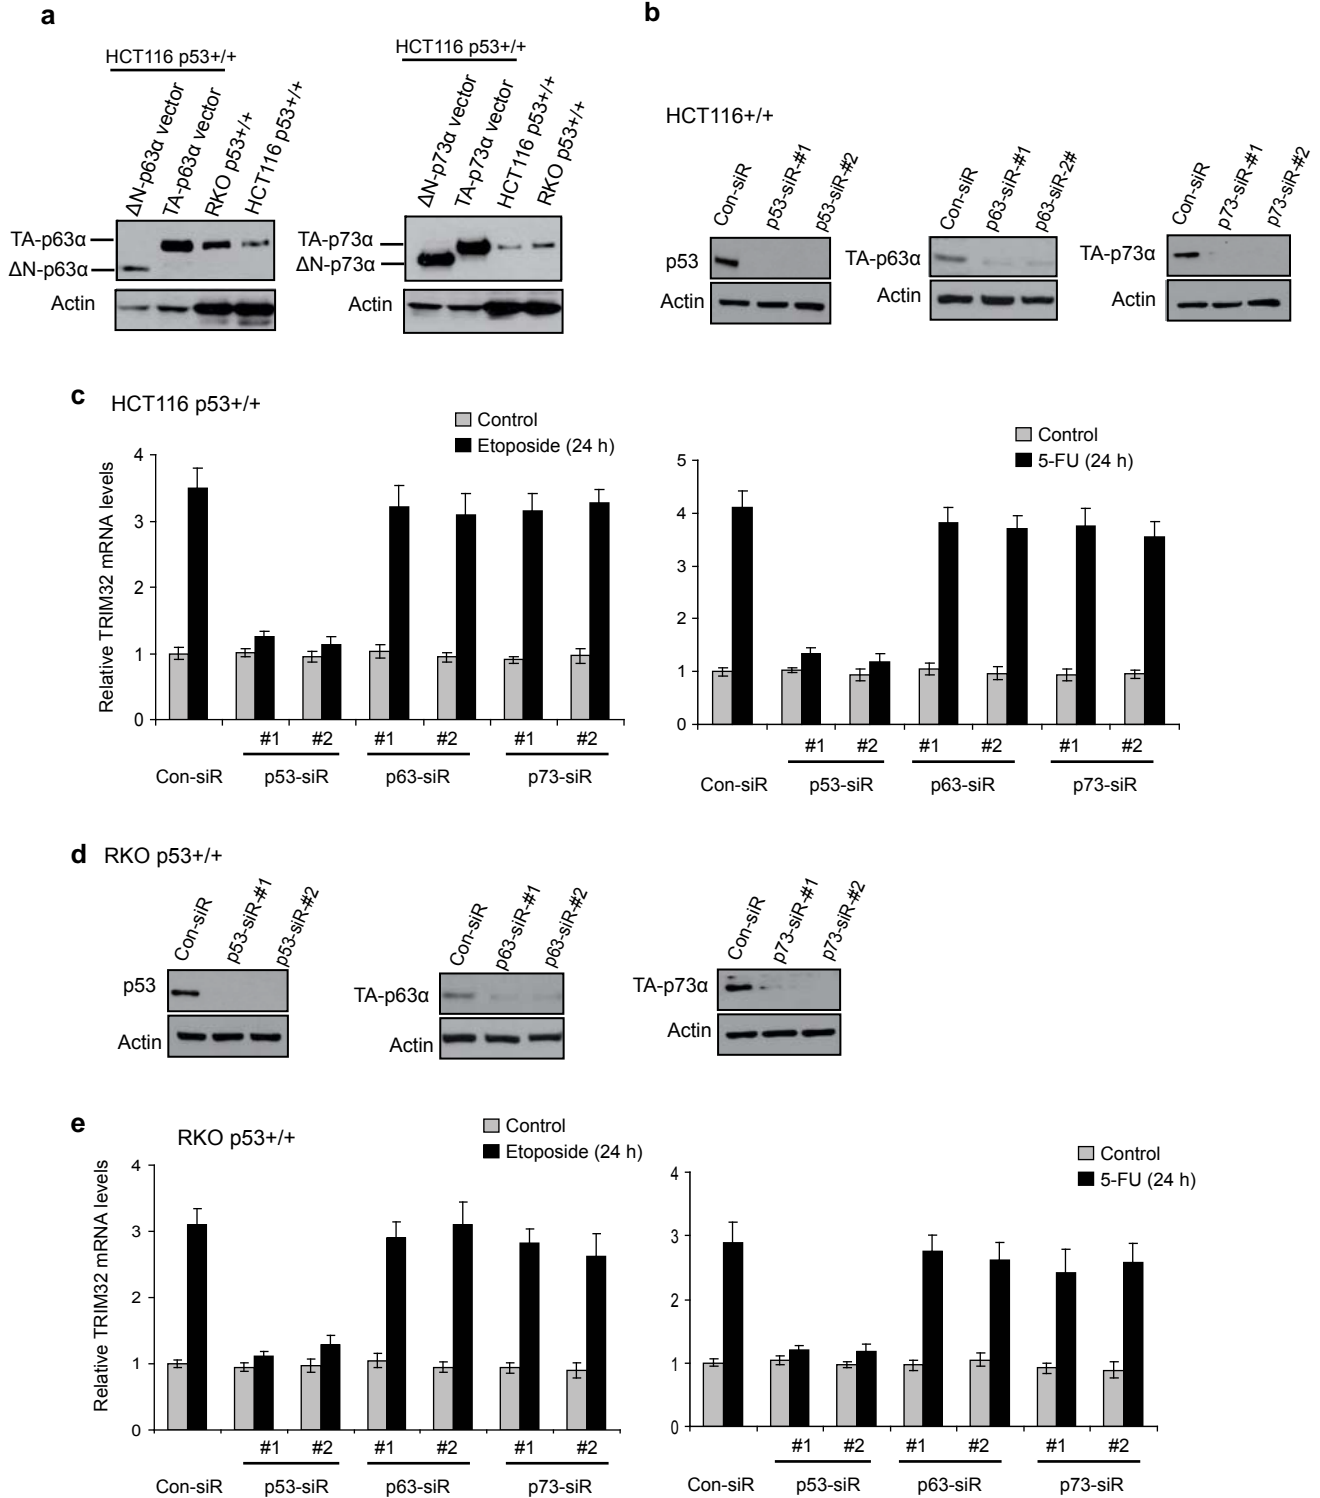 a
HCT116 p53+/+
ΔN-p63α vector
TA-p63α vector
RKO p53+/+
HCT116 p53+/+
TA-p63α
ΔN-p63α
Actin
HCT116 p53+/+
ΔN-p73α vector
TA-p73α vector
HCT116 p53+/+
RKO p53+/+
TA-p73α
ΔN-p73α
Actin
b
HCT116+/+
Con-siR
p53-siR-#1
p53-siR-#2
p53
Actin
Con-siR
p63-siR-#1
p63-siR-2#
TA-p63α
Actin
Con-siR
p73-siR-#1
p73-siR-#2
TA-p73α
Actin
c
HCT116 p53+/+
Control
Etoposide (24 h)
Relative TRIM32 mRNA levels
4
3
2
1
0
#1 #2 #1 #2 #1 #2
Con-siR p53-siR p63-siR p73-siR
Control
5-FU (24 h)
5
4
3
2
1
0
#1 #2 #1 #2 #1 #2
Con-siR p53-siR p63-siR p73-siR
d
RKO p53+/+
Con-siR
p53-siR-#1
p53-siR-#2
p53
Actin
Con-siR
p63-siR-#1
p63-siR-#2
TA-p63α
Actin
Con-siR
p73-siR-#1
p73-siR-#2
TA-p73α
Actin
e
RKO p53+/+
Control
Etoposide (24 h)
Relative TRIM32 mRNA levels
4
3
2
1
0
#1 #2 #1 #2 #1 #2
Con-siR p53-siR p63-siR p73-siR
Control
5-FU (24 h)
4
3
2
1
0
#1 #2 #1 #2 #1 #2
Con-siR p53-siR p63-siR p73-siR